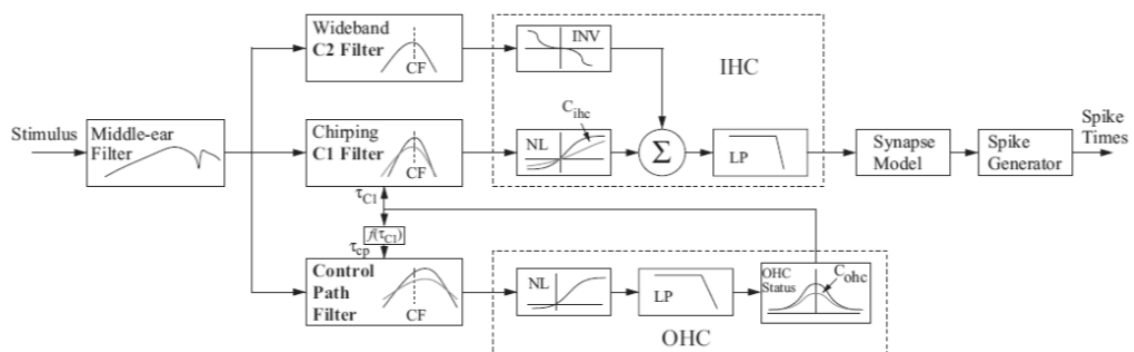 Stimulus
Middle-ear
Filter
Wideband
C2 Filter
CF
INV
IHC
Chirping
C1 Filter
CF
NL
C_ihc
Σ
LP
Synapse
Model
Spike
Generator
Spike
Times
τ_C1
f(τ_C1)
τ_cp
Control
Path
Filter
CF
NL
LP
OHC
Status
C_ohc
OHC